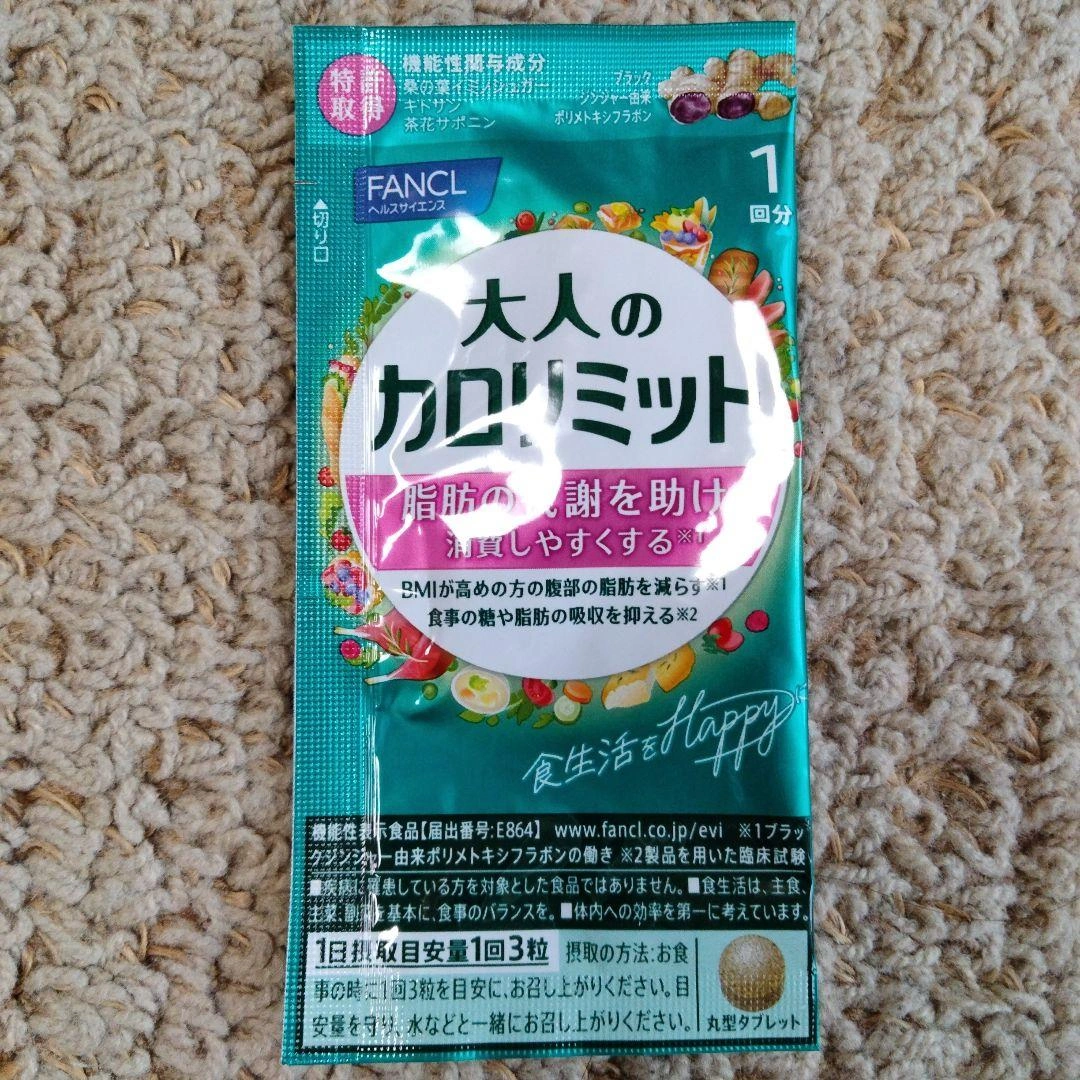 特許
取得
機能性関与成分
桑の葉イミノシュガー
キトサン
茶花サポニン
ブラック
ジンジャー由来
ポリメトキシフラボン
FANCL
ヘルスサイエンス
1
回分
▲切り口
大人の
カロリミット
脂肪の代謝を助け
消費しやすくする※1
BMIが高めの方の腹部の脂肪を減らす※1
食事の糖や脂肪の吸収を抑える※2
食生活をHappyに
機能性表示食品【届出番号:E864】 www.fancl.co.jp/evi ※1ブラッ
クジンジャー由来ポリメトキシフラボンの働き ※2製品を用いた臨床試験
■疾病に罹患している方を対象とした食品ではありません。■食生活は、主食、
主菜、副菜を基本に、食事のバランスを。■体内への効率を第一に考えています。
1日摂取目安量1回3粒 摂取の方法:お食
事の時に1回3粒を目安に、お召し上がりください。目
安量を守り、水などと一緒にお召し上がりください。
丸型タブレット